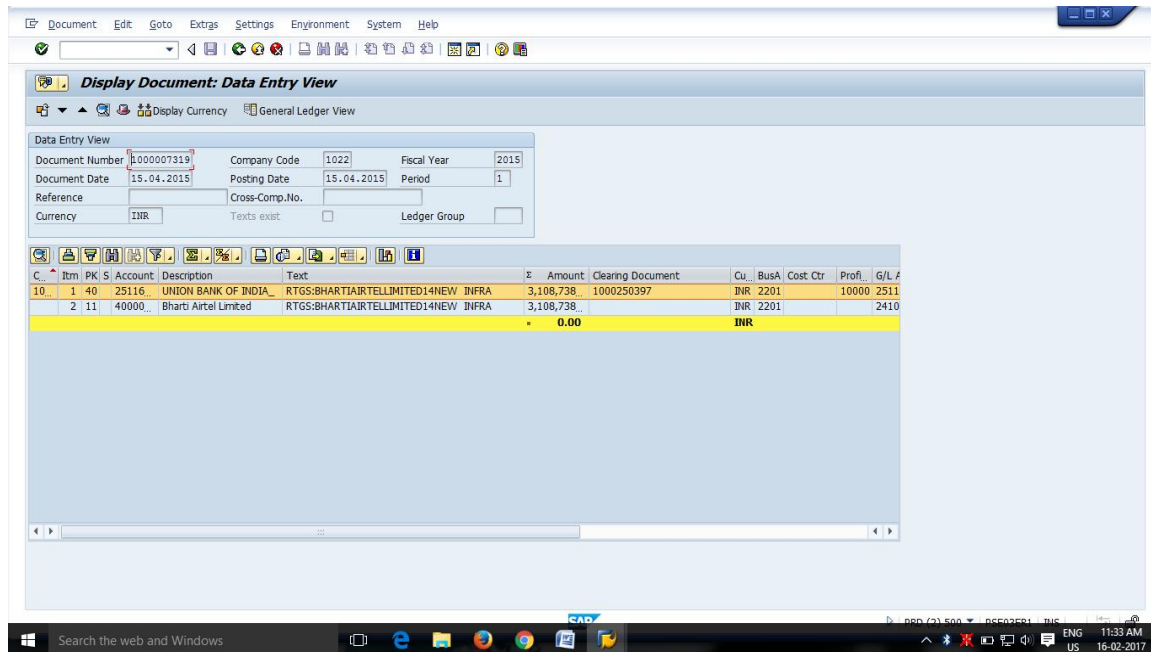 Document Edit Goto Extras Settings Environment System Help
Display Document: Data Entry View
Display Currency General Ledger View
Data Entry View
Document Number 1000007319 Company Code 1022 Fiscal Year 2015
Document Date 15.04.2015 Posting Date 15.04.2015 Period 1
Reference Cross-Comp.No.
Currency INR Texts exist Ledger Group
C... Itm PK S Account Description Text Σ Amount Clearing Document Cu... BusA Cost Ctr Profi... G/L A
10... 1 40 25116... UNION BANK OF INDIA_ RTGS:BHARTIAIRTELLIMITED14NEW INFRA 3,108,738... 1000250397 INR 2201 10000 2511
2 11 40000... Bharti Airtel Limited RTGS:BHARTIAIRTELLIMITED14NEW INFRA 3,108,738... INR 2201 2410
0.00 INR
SAP
PRD (2) 500 INS
Search the web and Windows ENG 11:33 AM
US 16-02-2017